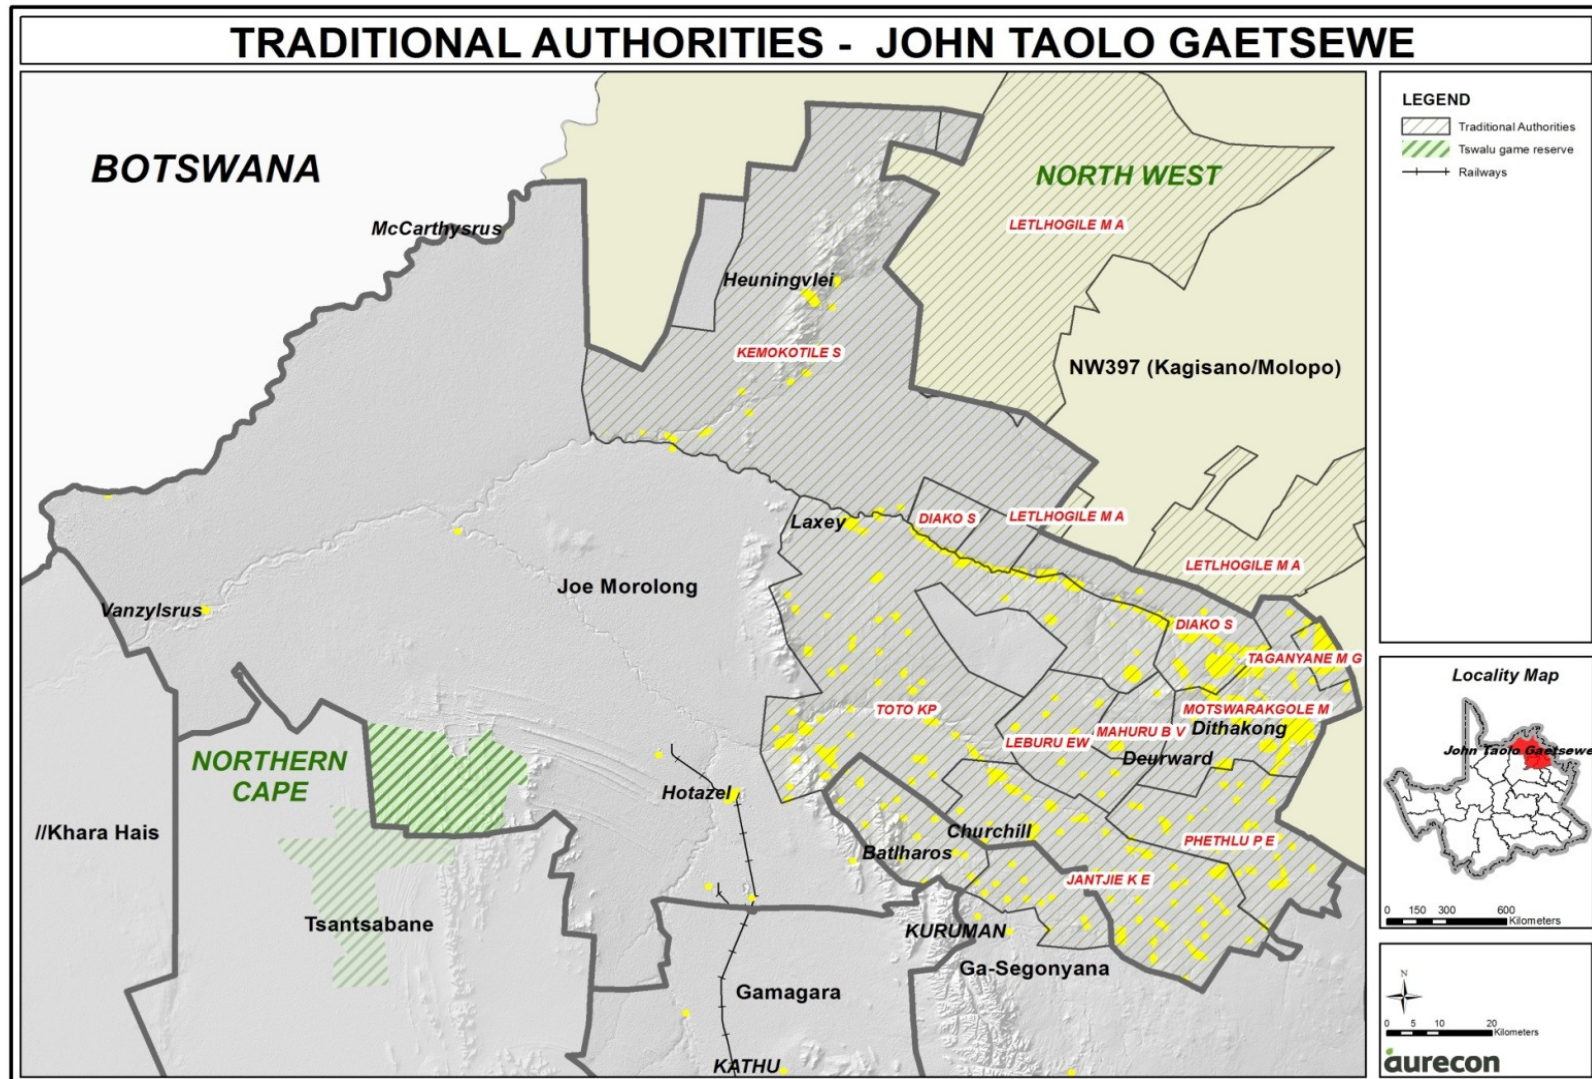 TRADITIONAL AUTHORITIES - JOHN TAOLO GAETSEWE
BOTSWANA
McCarthysrus
NORTH WEST
LETLHOGILE M A
Heuningvlei
KEMOKOTILE S
NW397 (Kagisano/Molopo)
Laxey
DIAKO S
LETLHOGILE M A
LETLHOGILE M A
Joe Morolong
Vanzylsrus
DIAKO S
TAGANYANE M G
TOTO KP
MOTSWARAKGOLE M
Dithakong
MAHURU B V
LEBURU EW
Deurward
NORTHERN
CAPE
Hotazel
//Khara Hais
Churchill
Batlharos
PHETHLU P E
JANTJIE K E
Tsantsabane
KURUMAN
Ga-Segonyana
Gamagara
KATHU
LEGEND
Traditional Authorities
Tswalu game reserve
Railways
Locality Map
John Taolo Gaetsewe
0 150 300 600
Kilometers
N
0 5 10 20
Kilometers
aurecon